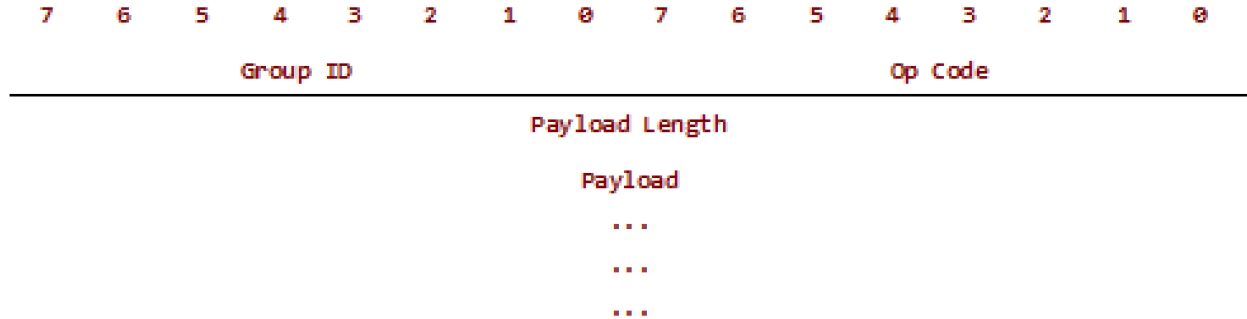 7 6 5 4 3 2 1 0 7 6 5 4 3 2 1 0
Group ID Op Code
Payload Length
Payload
...
...
...